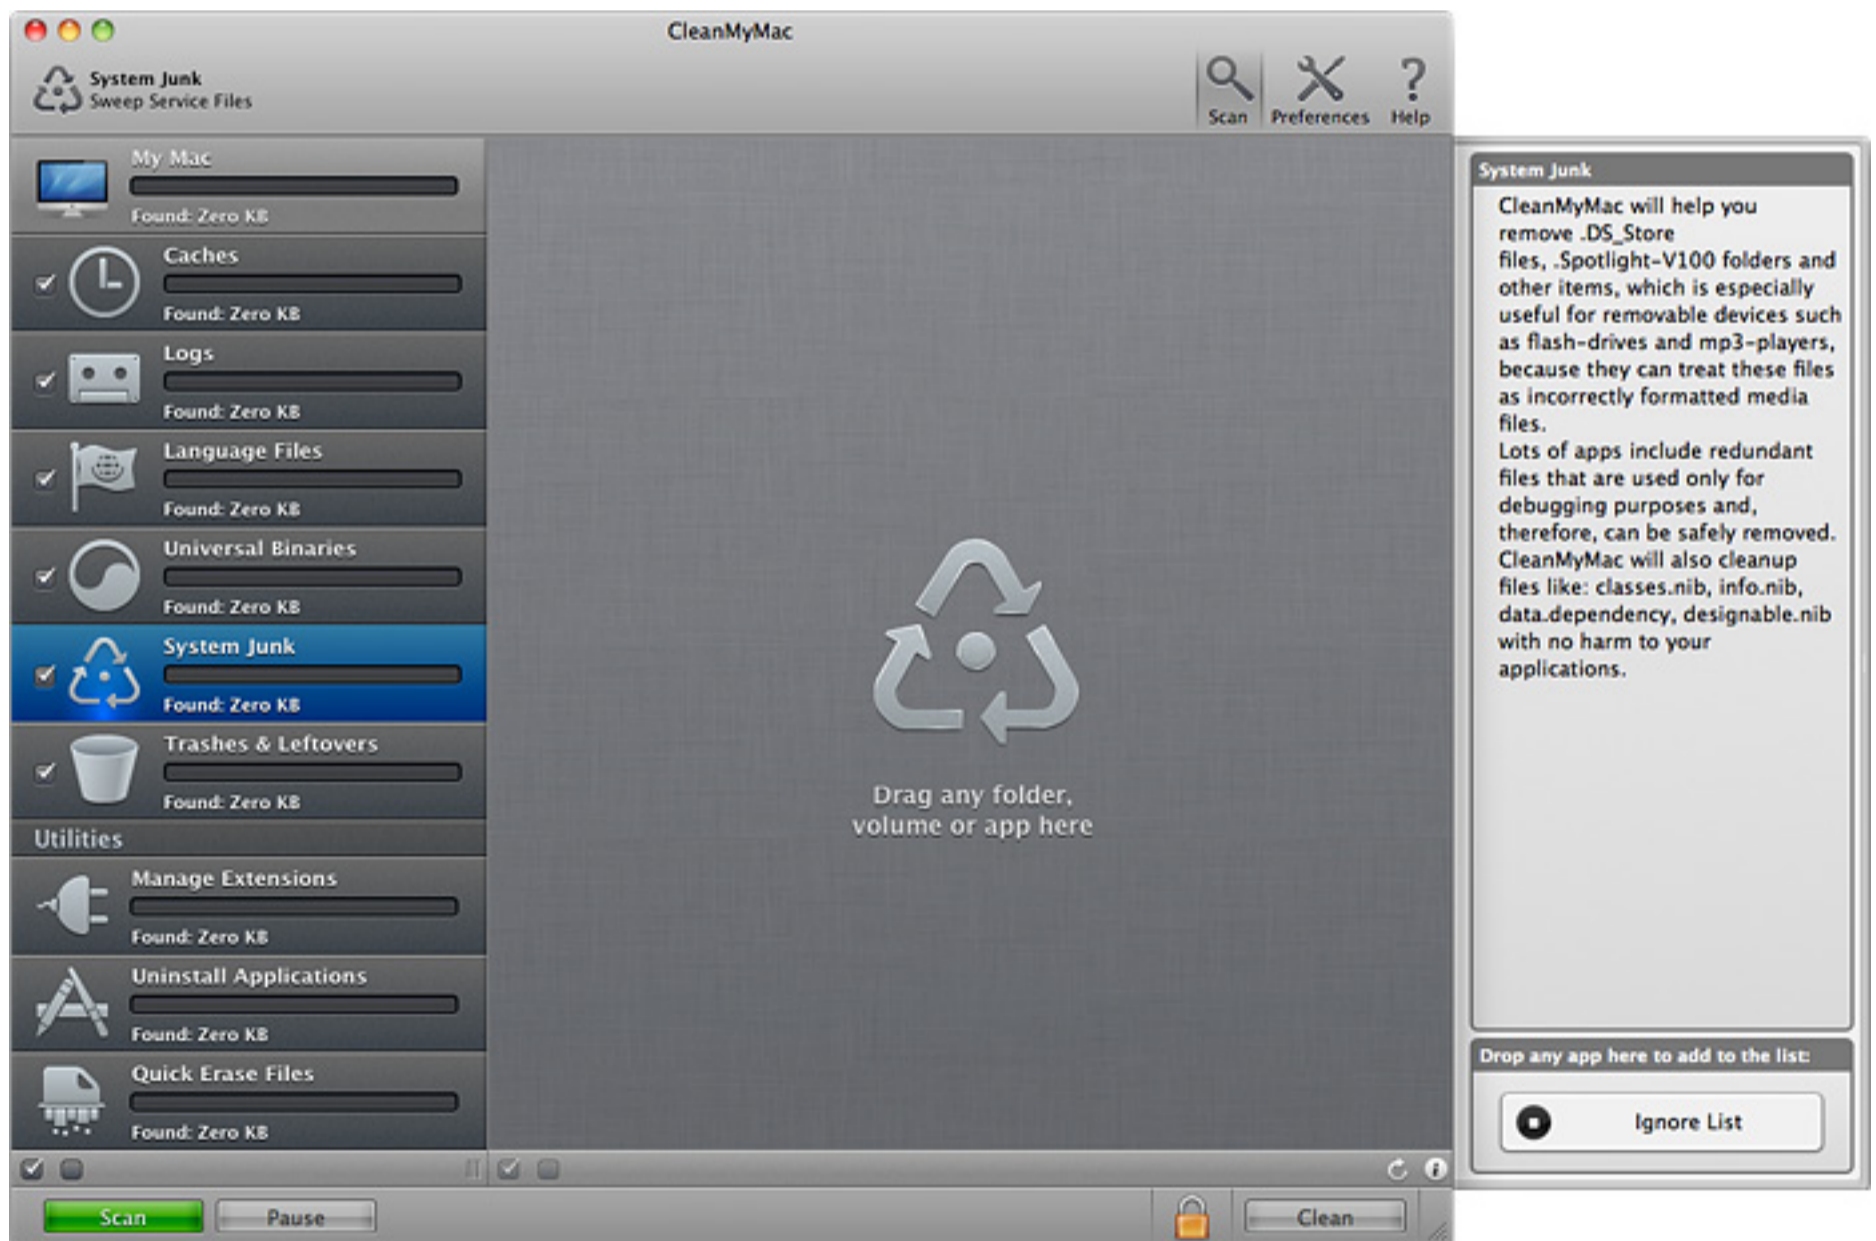 CleanMyMac
System Junk
Sweep Service Files
Scan
Preferences
Help
My Mac
Found: Zero KB
Caches
Found: Zero KB
Logs
Found: Zero KB
Language Files
Found: Zero KB
Universal Binaries
Found: Zero KB
System Junk
Found: Zero KB
Trashes & Leftovers
Found: Zero KB
Utilities
Manage Extensions
Found: Zero KB
Uninstall Applications
Found: Zero KB
Quick Erase Files
Found: Zero KB
Scan
Pause
Drag any folder,
volume or app here
Clean
System Junk
CleanMyMac will help you
remove .DS_Store
files, .Spotlight-V100 folders and
other items, which is especially
useful for removable devices such
as flash-drives and mp3-players,
because they can treat these files
as incorrectly formatted media
files.
Lots of apps include redundant
files that are used only for
debugging purposes and,
therefore, can be safely removed.
CleanMyMac will also cleanup
files like: classes.nib, info.nib,
data.dependency, designable.nib
with no harm to your
applications.
Drop any app here to add to the list:
Ignore List